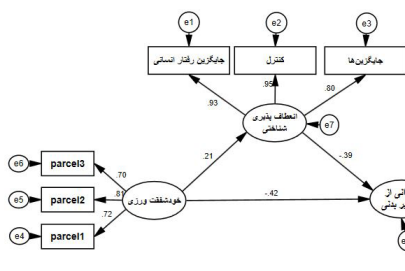 e1
e2
e3
جایگزین رفتار انسانی
کنترل
جایگزین‌ها
.93
.95
.80
انعطاف پذیری
شناختی
e7
.21
-.39
e6
parcel3
.70
e5
parcel2
.81
خودشفقت ورزی
-.42
e4
parcel1
.72